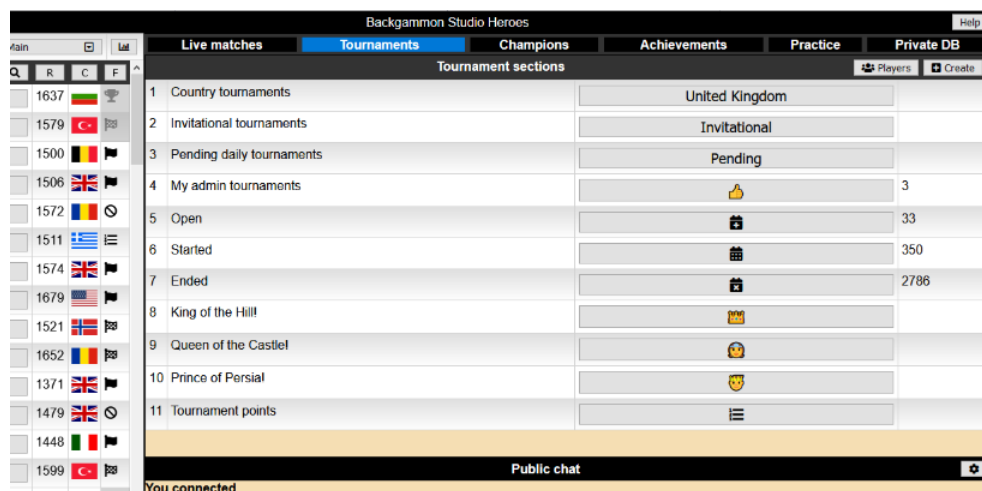 Backgammon Studio Heroes
Help
Main
Live matches Tournaments Champions Achievements Practice Private DB
Tournament sections
Players Create
R C F
1637
1579
1500
1506
1572
1511
1574
1679
1521
1652
1371
1479
1448
1599
1 Country tournaments United Kingdom
2 Invitational tournaments Invitational
3 Pending daily tournaments Pending
4 My admin tournaments 3
5 Open 33
6 Started 350
7 Ended 2786
8 King of the Hill!
9 Queen of the Castle!
10 Prince of Persia!
11 Tournament points
Public chat
You connected